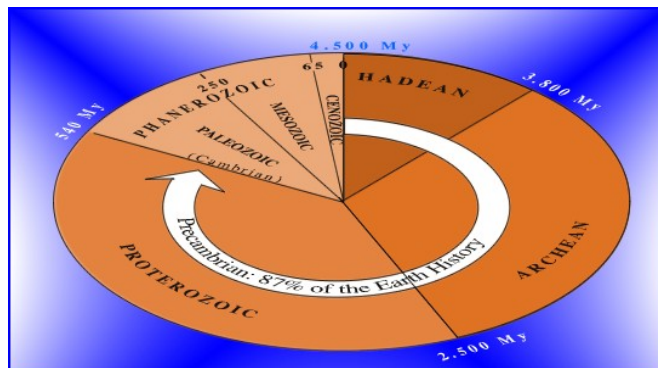 4.500 My
0
65
250
540 My
3.800 My
2.500 My
HADEAN
ARCHEAN
PROTEROZOIC
PHANEROZOIC
PALEOZOIC
(Cambrian)
MESOZOIC
CENOZOIC
Precambrian: 87% of the Earth History